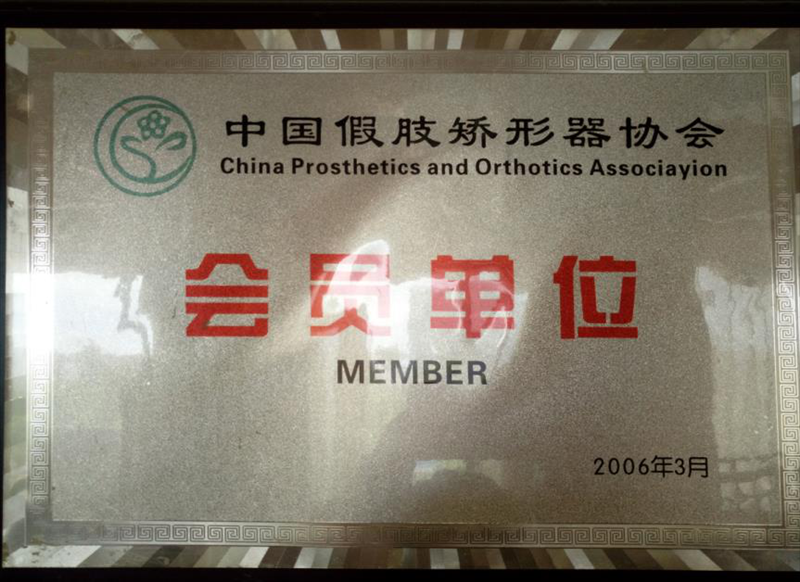 中国假肢矫形器协会
China Prosthetics and Orthotics Associayion
会员单位
MEMBER
2006年3月